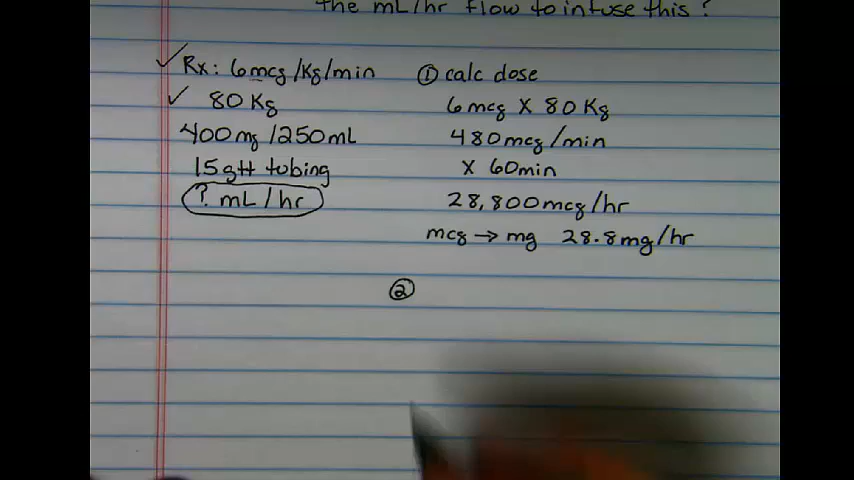 the mL/hr flow to infuse this?
✓Rx: 6mcg/Kg/min
✓ 80 Kg
400mg/250mL
15gtt tubing
? mL/hr
① calc dose
6mcg X 80 Kg
480mcg/min
X 60min
28,800mcg/hr
mcg → mg 28.8mg/hr
②